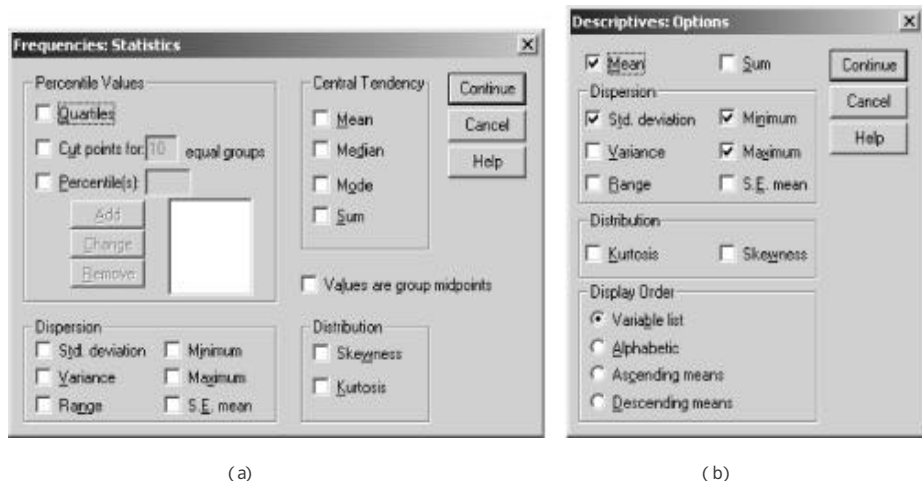 Frequencies: Statistics
Percentile Values
Quartiles
Cut points for: 10 equal groups
Percentile(s):
Add
Change
Remove
Central Tendency
Mean
Median
Mode
Sum
Continue
Cancel
Help
Values are group midpoints
Dispersion
Std. deviation Minimum
Variance Maximum
Range S.E. mean
Distribution
Skewness
Kurtosis
(a)
Descriptives: Options
Mean Sum
Continue
Cancel
Help
Dispersion
Std. deviation Minimum
Variance Maximum
Range S.E. mean
Distribution
Kurtosis Skewness
Display Order
Variable list
Alphabetic
Ascending means
Descending means
(b)